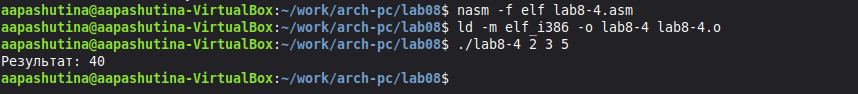 aapashutina@aapashutina-VirtualBox:~/work/arch-pc/lab08$ nasm -f elf lab8-4.asm
aapashutina@aapashutina-VirtualBox:~/work/arch-pc/lab08$ ld -m elf_i386 -o lab8-4 lab8-4.o
aapashutina@aapashutina-VirtualBox:~/work/arch-pc/lab08$ ./lab8-4 2 3 5
Результат: 40
aapashutina@aapashutina-VirtualBox:~/work/arch-pc/lab08$